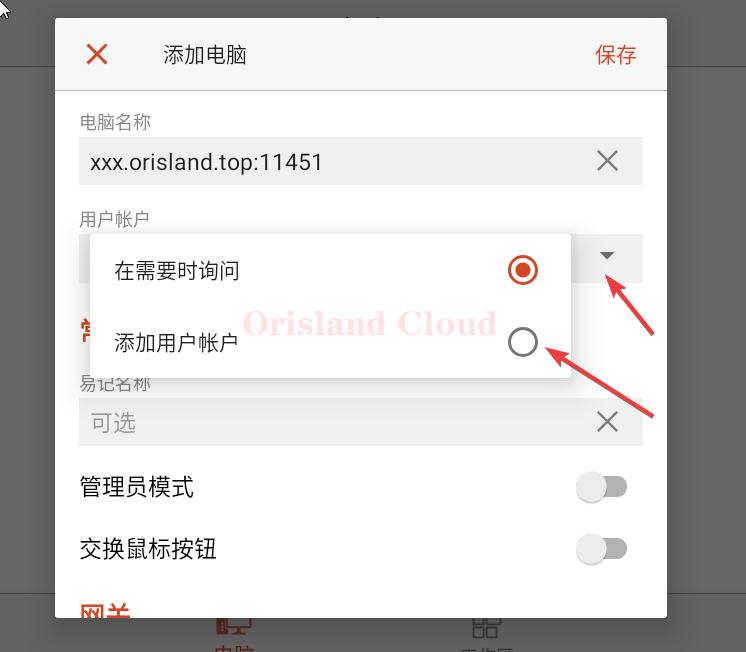 添加电脑
保存
电脑名称
xxx.orisland.top:11451
用户帐户
在需要时询问
Orisland Cloud
添加用户帐户
易记名称
可选
管理员模式
交换鼠标按钮
网关
电脑